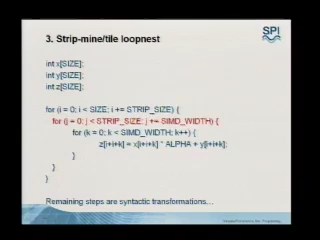 SPI
3. Strip-mine/tile loopnest
int x[SIZE];
int y[SIZE];
int z[SIZE];
for (i = 0; i < SIZE; i += STRIP_SIZE) {
for (j = 0; j < STRIP_SIZE; j += SIMD_WIDTH) {
for (k = 0; k < SIMD_WIDTH; k++) {
z[i+i+k] = x[i+i+k] * ALPHA + y[i+i+k];
}
}
}
Remaining steps are syntactic transformations…